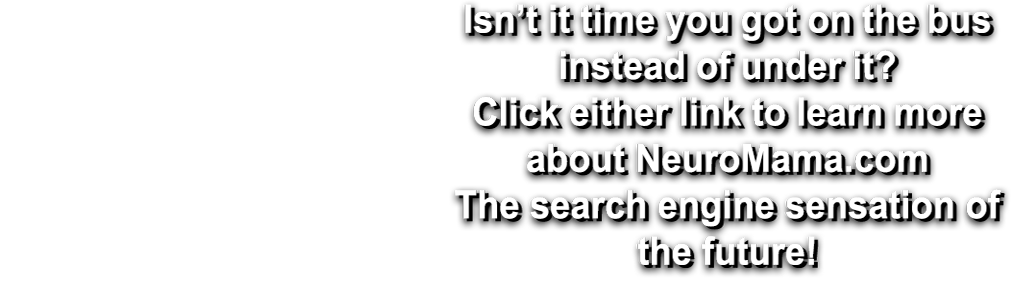 Isn’t it time you got on the bus
instead of under it?
Click either link to learn more
about NeuroMama.com
The search engine sensation of
the future!